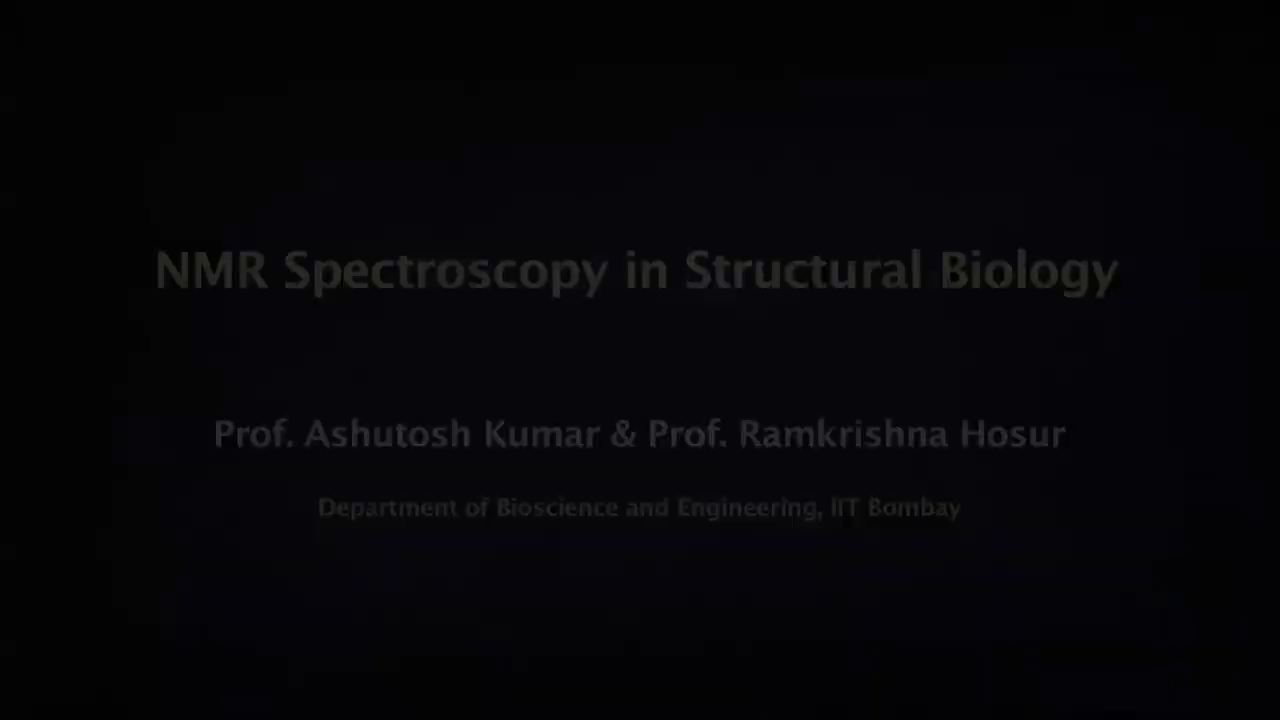 NMR Spectroscopy in Structural Biology
Prof. Ashutosh Kumar & Prof. Ramkrishna Hosur
Department of Bioscience and Engineering, IIT Bombay